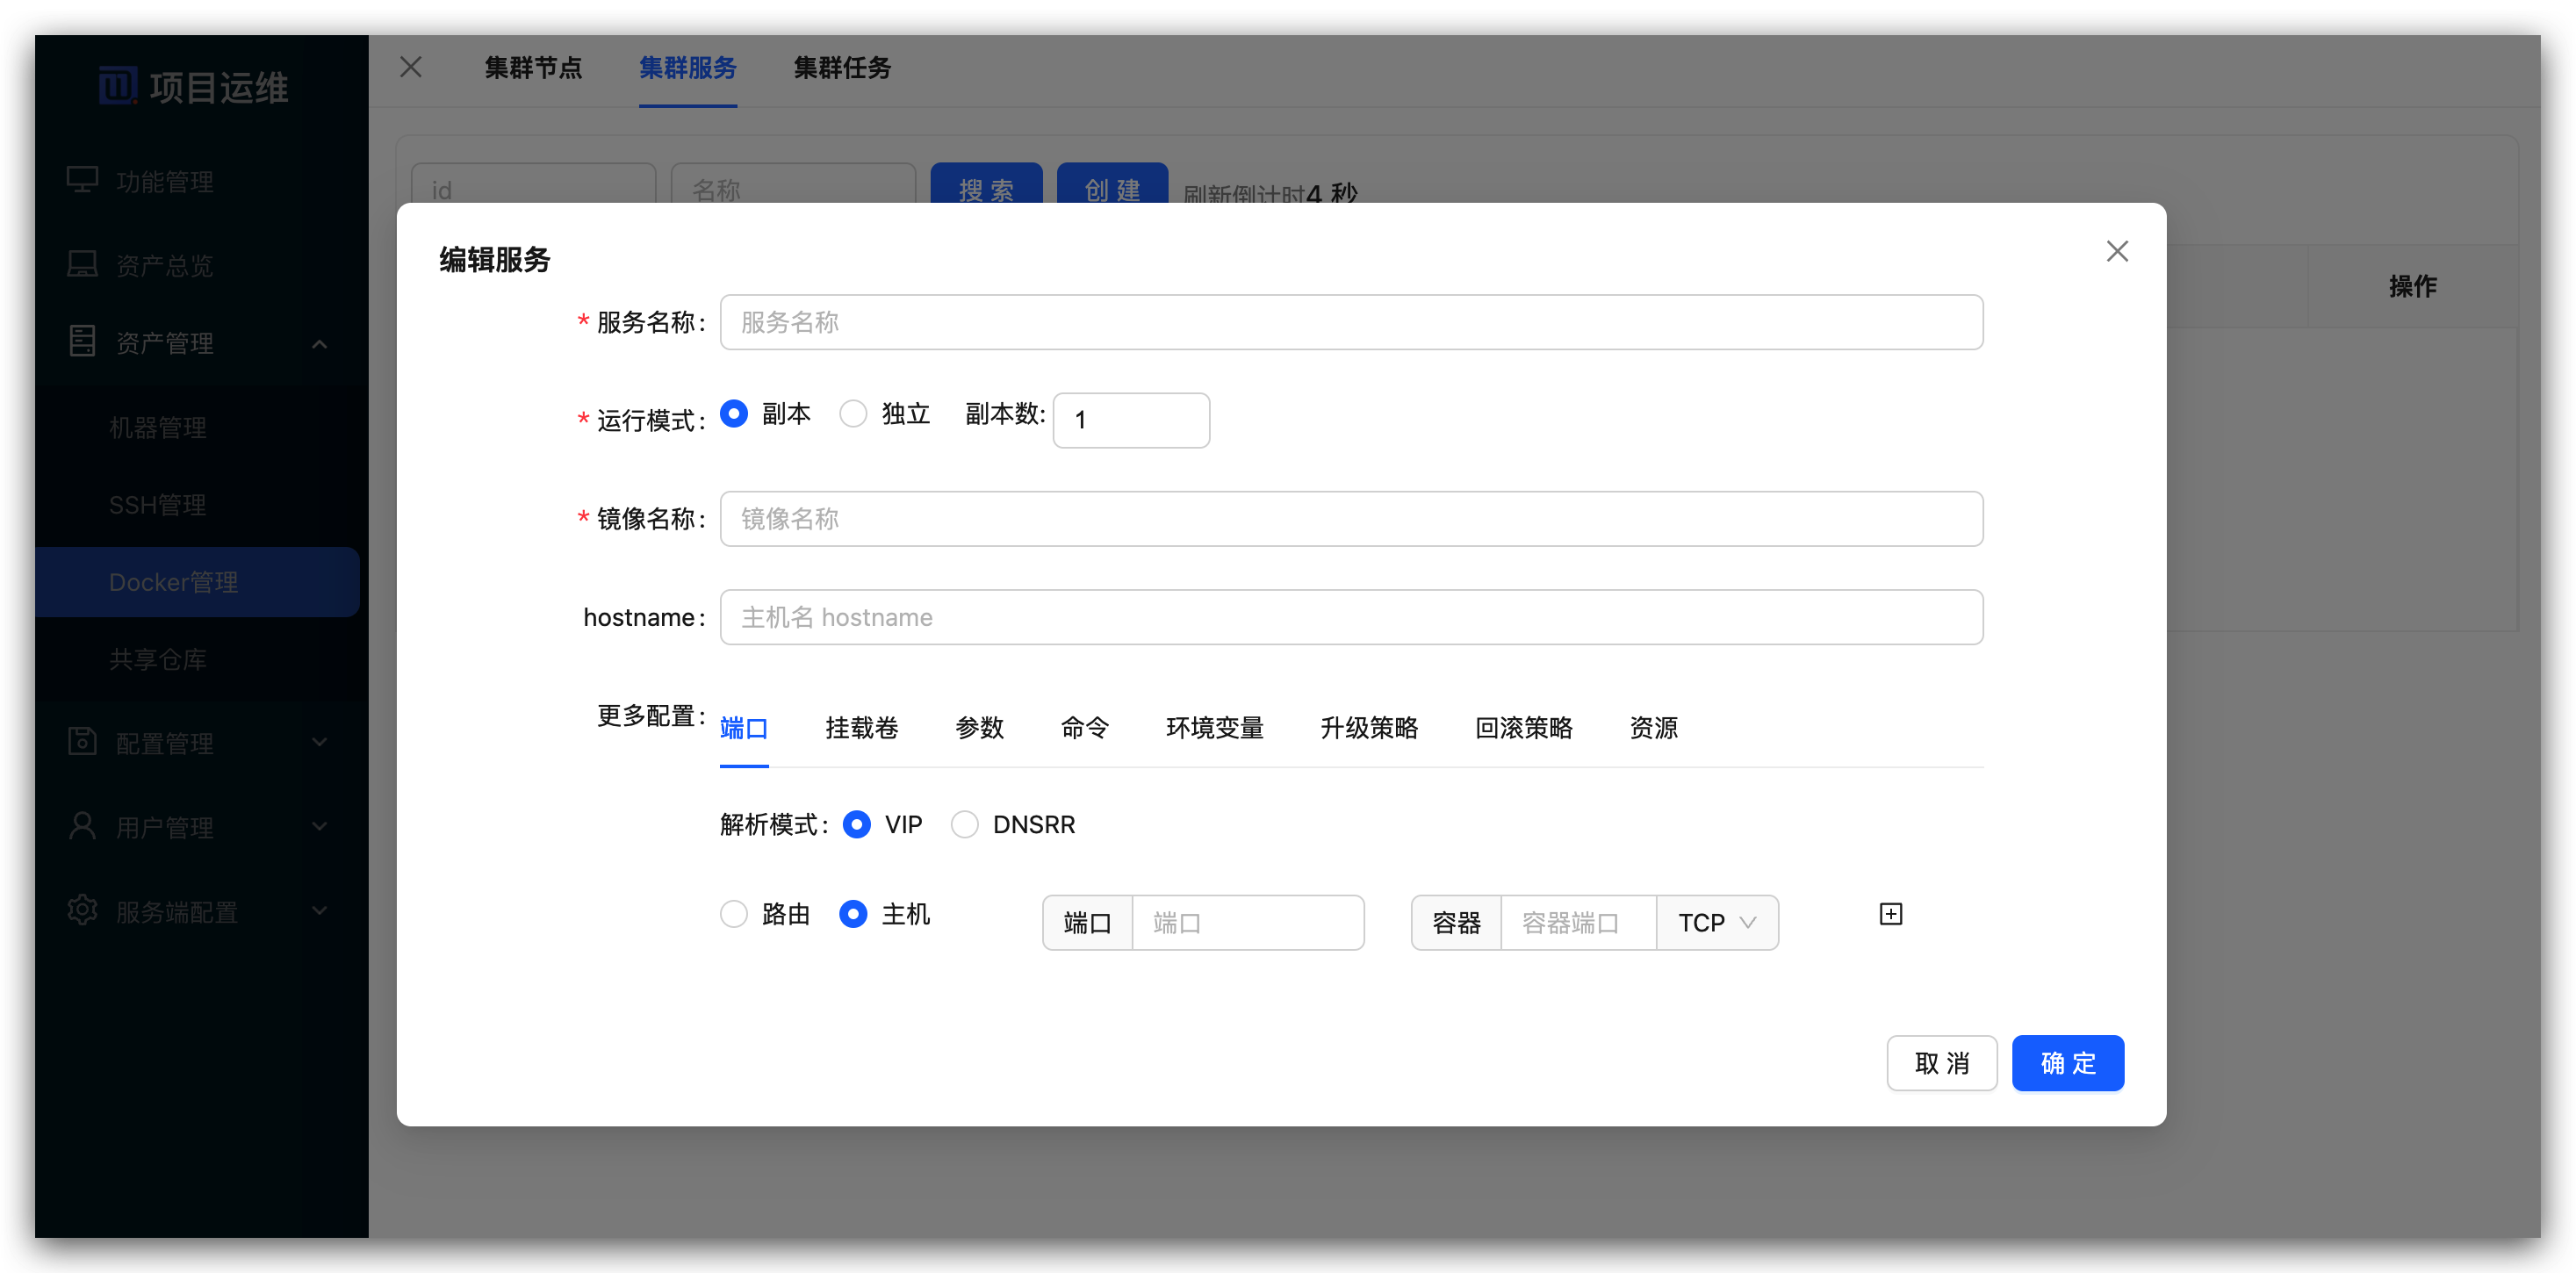 项目运维
功能管理
资产总览
资产管理
机器管理
SSH管理
Docker管理
共享仓库
配置管理
用户管理
服务端配置
集群节点 集群服务 集群任务
id 名称 搜 索 创 建 刷新倒计时4 秒
操作
编辑服务
* 服务名称: 服务名称
* 运行模式: 副本 独立 副本数: 1
* 镜像名称: 镜像名称
hostname: 主机名 hostname
更多配置: 端口 挂载卷 参数 命令 环境变量 升级策略 回滚策略 资源
解析模式: VIP DNSRR
路由 主机 端口 端口 容器 容器端口 TCP
取 消 确 定